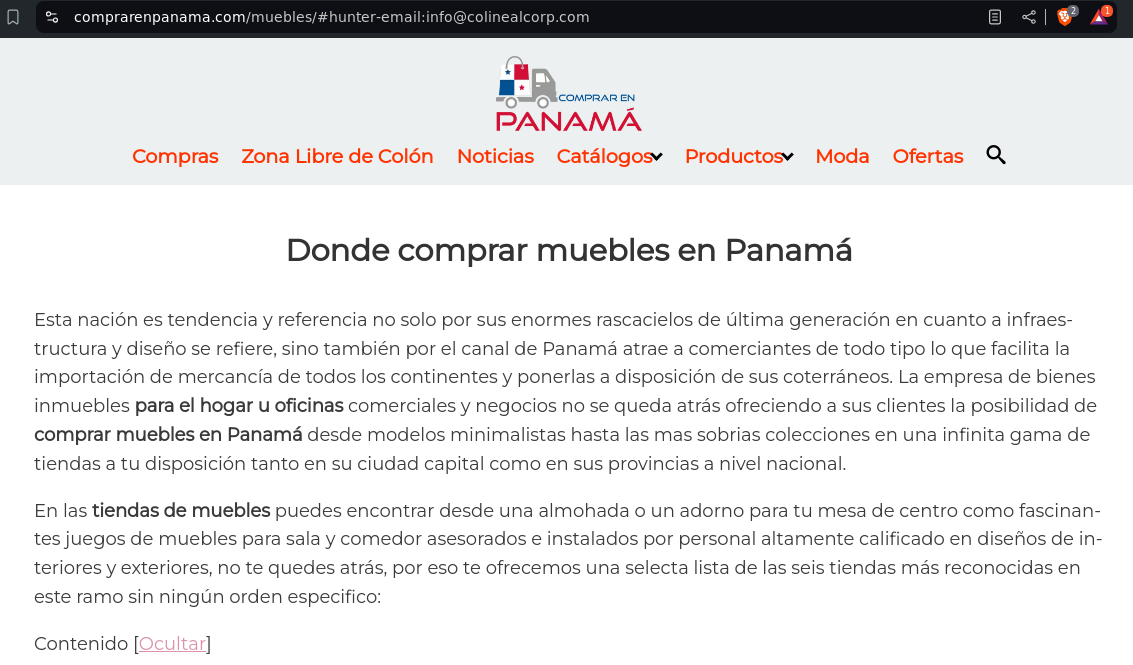 comprarenpanama.com/muebles/#hunter-email:info@colinealcorp.com
2
1
COMPRAR EN
PANAMÁ
Compras Zona Libre de Colón Noticias Catálogos Productos Moda Ofertas
Donde comprar muebles en Panamá
Esta nación es tendencia y referencia no solo por sus enormes rascacielos de última generación en cuanto a infraes-
tructura y diseño se refiere, sino también por el canal de Panamá atrae a comerciantes de todo tipo lo que facilita la
importación de mercancía de todos los continentes y ponerlas a disposición de sus coterráneos. La empresa de bienes
inmuebles para el hogar u oficinas comerciales y negocios no se queda atrás ofreciendo a sus clientes la posibilidad de
comprar muebles en Panamá desde modelos minimalistas hasta las mas sobrias colecciones en una infinita gama de
tiendas a tu disposición tanto en su ciudad capital como en sus provincias a nivel nacional.
En las tiendas de muebles puedes encontrar desde una almohada o un adorno para tu mesa de centro como fascinan-
tes juegos de muebles para sala y comedor asesorados e instalados por personal altamente calificado en diseños de in-
teriores y exteriores, no te quedes atrás, por eso te ofrecemos una selecta lista de las seis tiendas más reconocidas en
este ramo sin ningún orden especifico:
Contenido [Ocultar]